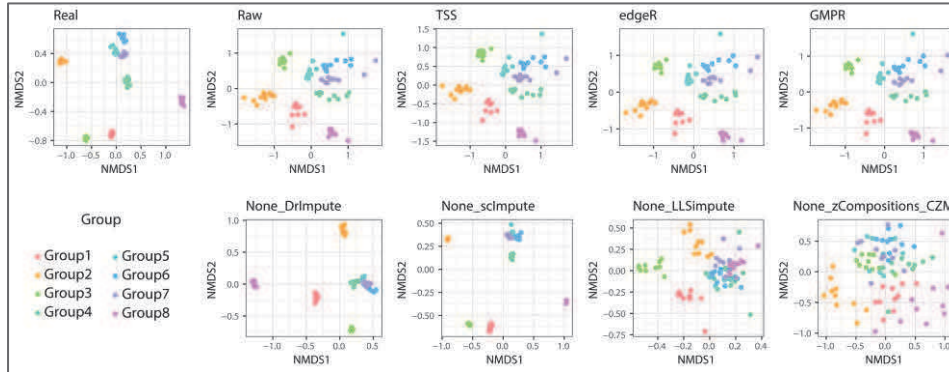 Real
Raw
TSS
edgeR
GMPR
NMDS2
0.4
0.0
−0.4
−0.8
−1.0
−0.5
0.0
0.5
1.0
NMDS1
NMDS2
1
0
−1
−1
0
1
NMDS1
NMDS2
1.5
1.0
0.5
0.0
−0.5
−1.0
−1.5
−1
0
1
NMDS1
NMDS2
1
0
−1
−1
0
1
NMDS1
NMDS2
1
0
−1
−1
0
1
NMDS1
Group
Group1
Group2
Group3
Group4
Group5
Group6
Group7
Group8
None_DrImpute
NMDS2
1.0
0.5
0.0
−0.5
−1.0
−0.5
0.0
0.5
NMDS1
None_scImpute
NMDS2
0.50
0.25
0.00
−0.25
−0.50
−1.0
−0.5
0.0
0.5
1.0
NMDS1
None_LLSimpute
NMDS2
0.50
0.25
0.00
−0.25
−0.50
−0.75
−0.4
−0.2
0.0
0.2
0.4
NMDS1
None_zCompositions_CZM
NMDS2
0.5
0.0
−0.5
−1.0
−1.0
−0.5
0.0
0.5
1.0
NMDS1